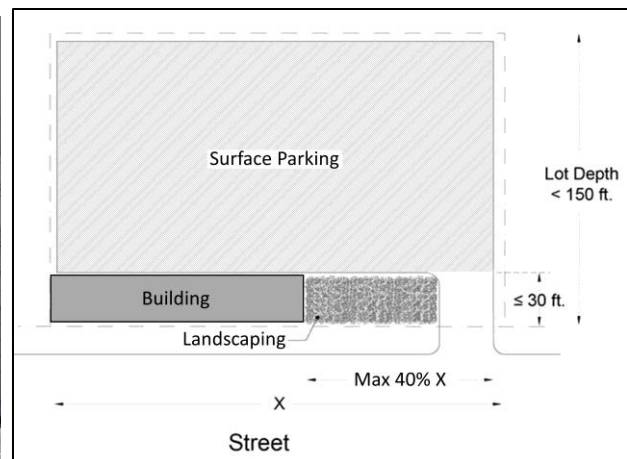 Surface Parking
Lot Depth
< 150 ft.
Building
≤ 30 ft.
Landscaping
Max 40% X
X
Street